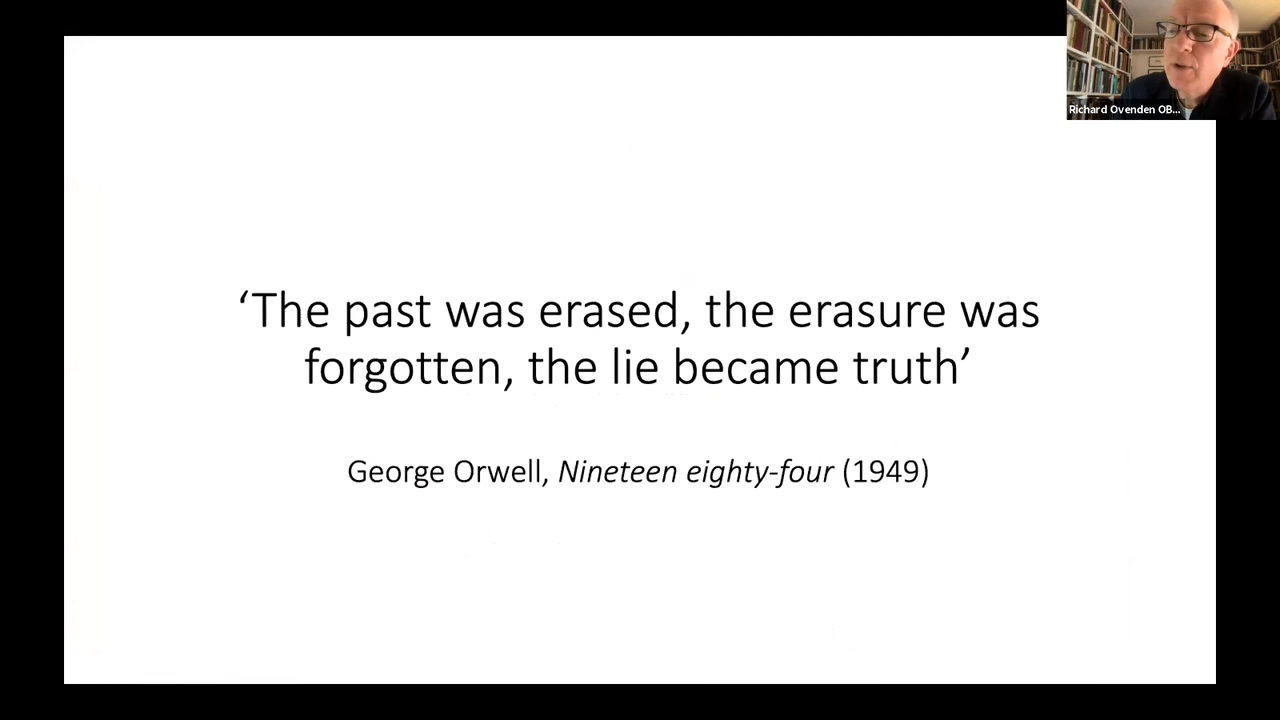 Richard Ovenden OB...
‘The past was erased, the erasure was
forgotten, the lie became truth’
George Orwell, Nineteen eighty-four (1949)